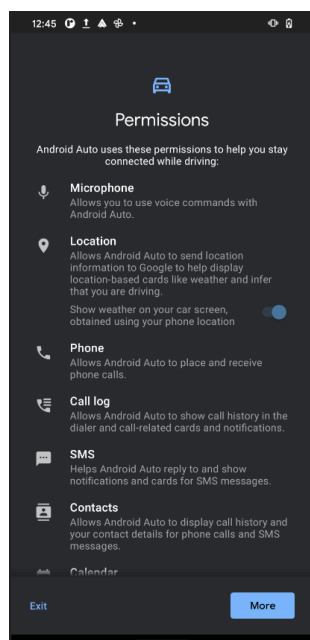 12:45
Permissions
Android Auto uses these permissions to help you stay
connected while driving:
Microphone
Allows you to use voice commands with
Android Auto.
Location
Allows Android Auto to send location
information to Google to help display
location-based cards like weather and infer
that you are driving.
Show weather on your car screen,
obtained using your phone location
Phone
Allows Android Auto to place and receive
phone calls.
Call log
Allows Android Auto to show call history in the
dialer and call-related cards and notifications.
SMS
Helps Android Auto reply to and show
notifications and cards for SMS messages.
Contacts
Allows Android Auto to display call history and
your contact details for phone calls and SMS
messages.
Calendar
Exit
More